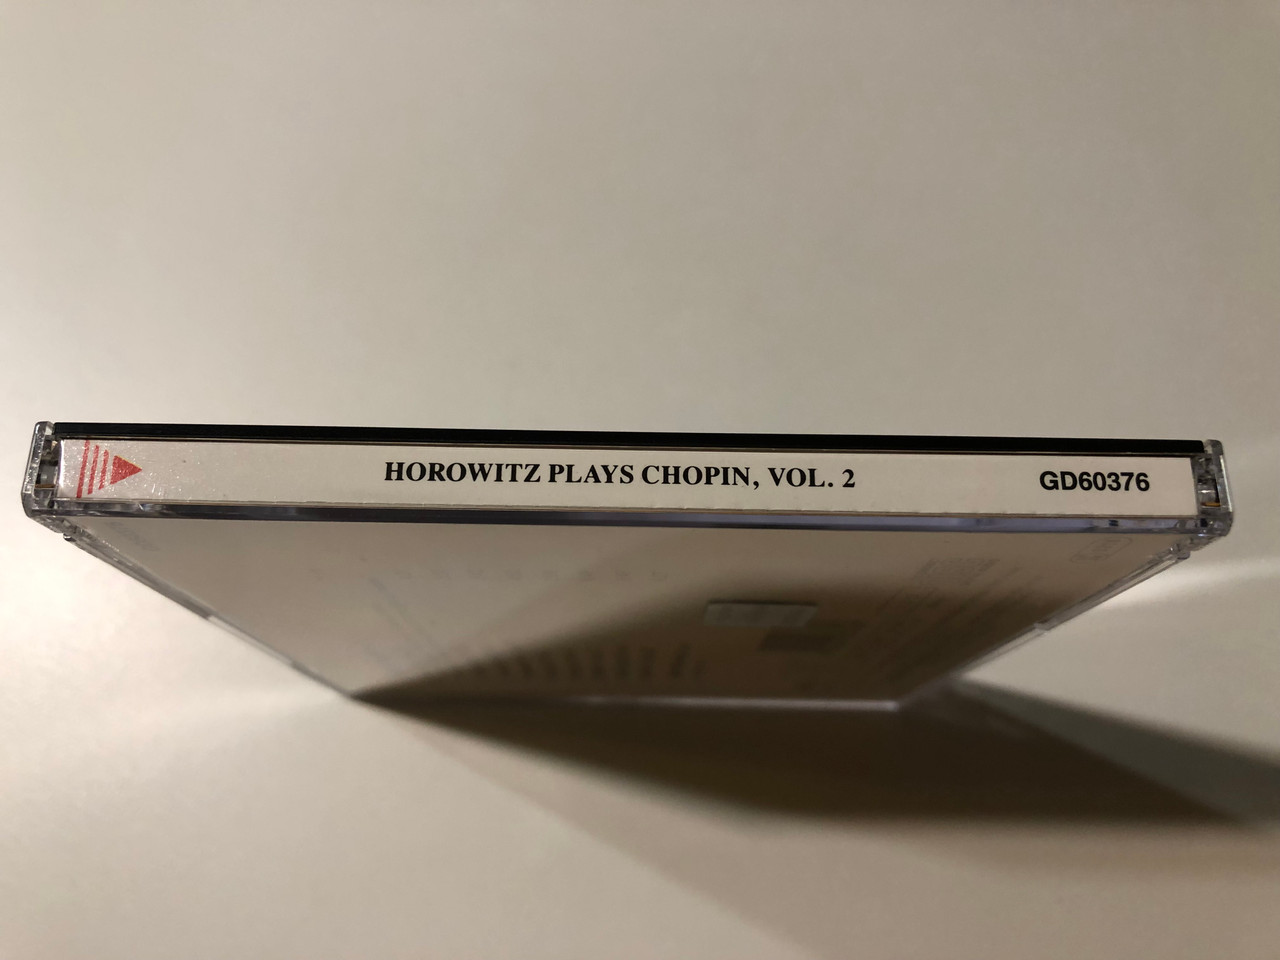 HOROWITZ PLAYS CHOPIN, VOL. 2
GD60376